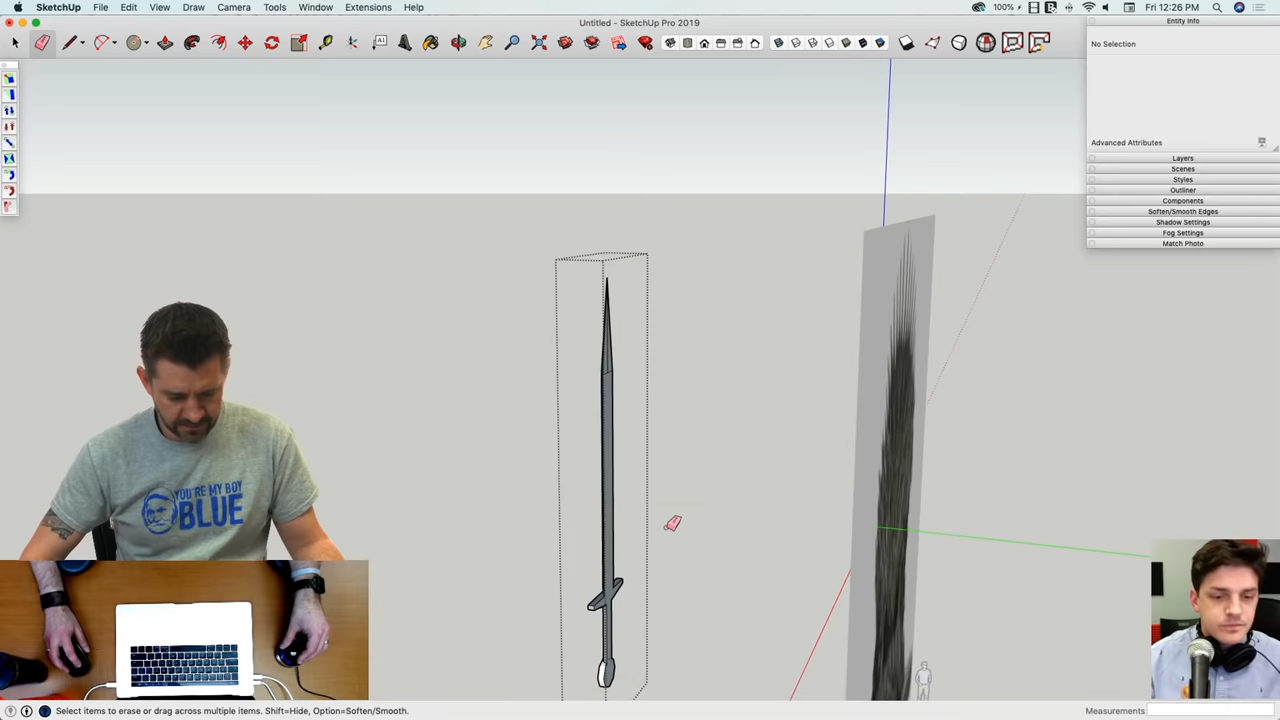 SketchUp File Edit View Camera Draw Tools Window Extensions Help 100% Fri 12:26 PM
Untitled - SketchUp Pro 2019
Entity Info
No Selection
Advanced Attributes
Layers
Scenes
Styles
Outliner
Components
Soften/Smooth Edges
Shadow Settings
Fog Settings
Match Photo
YOU'RE MY BOY
BLUE
Select items to erase or drag across multiple items. Shift=Hide, Option=Soften/Smooth.
Measurements